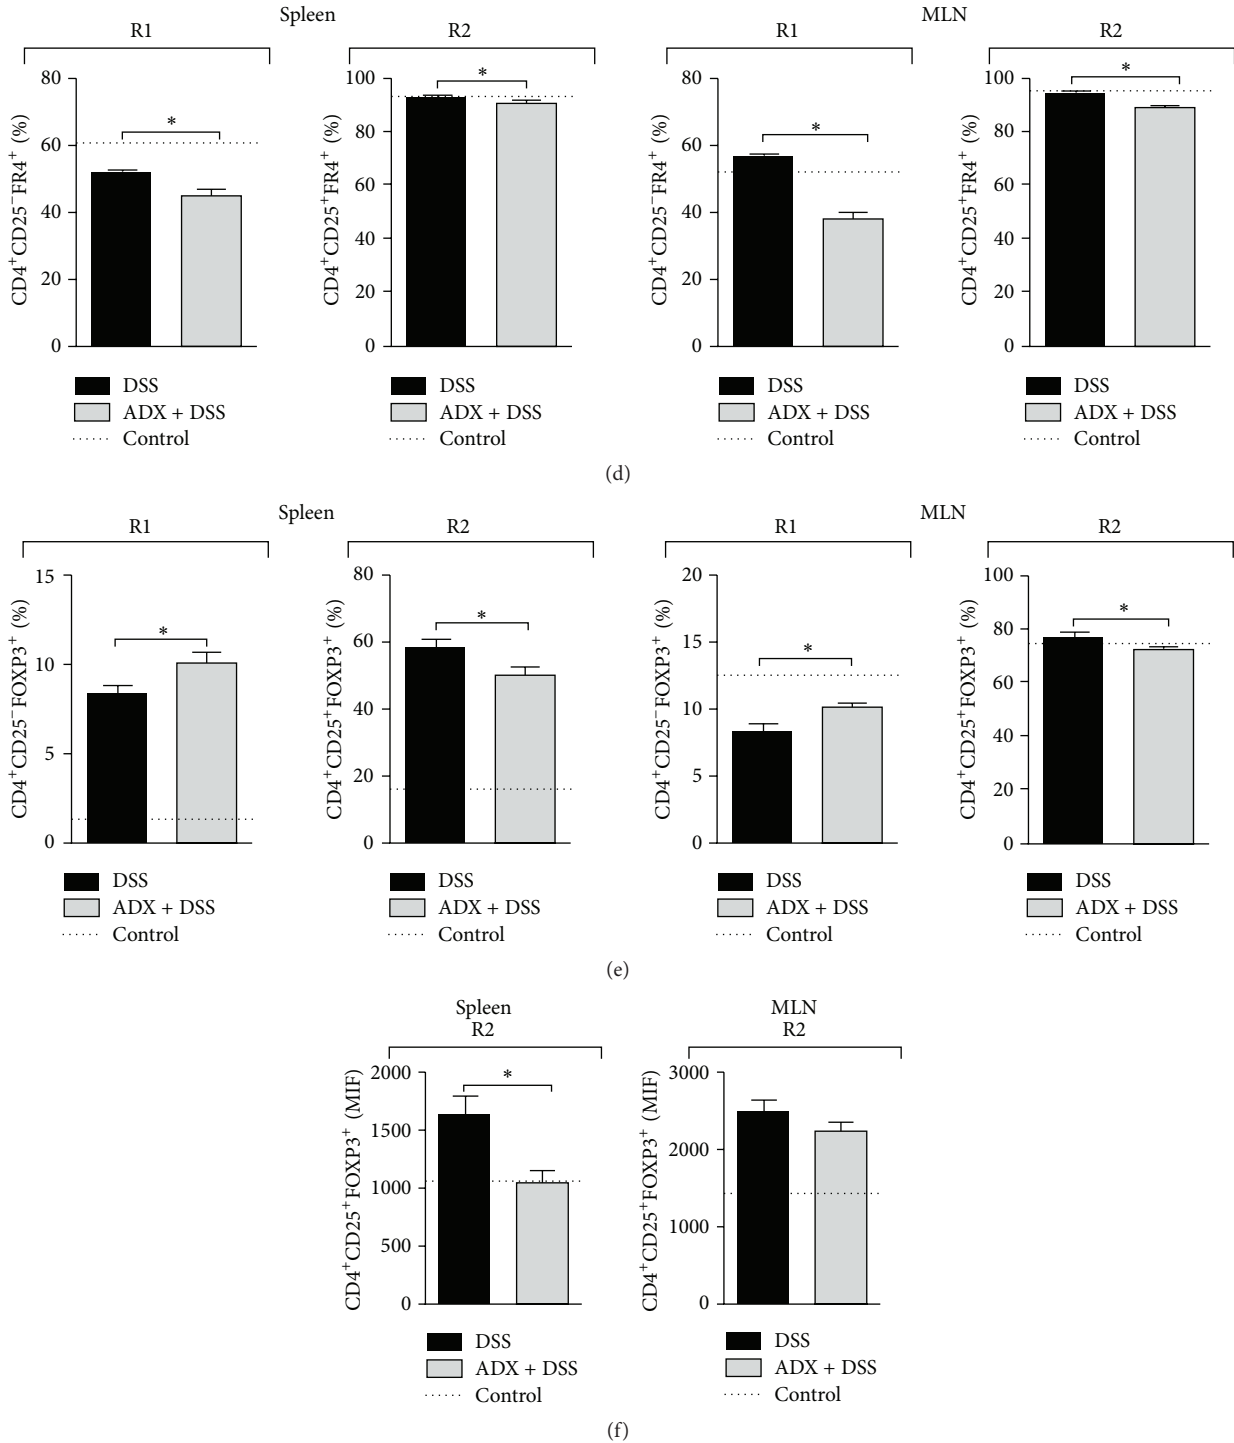 Spleen
MLN
R1
R2
R1
R2
CD4⁺CD25⁻FR4⁺ (%)
80
60
40
20
0
*
CD4⁺CD25⁺FR4⁺ (%)
100
80
60
40
20
0
*
CD4⁺CD25⁻FR4⁺ (%)
80
60
40
20
0
*
CD4⁺CD25⁺FR4⁺ (%)
100
80
60
40
20
0
*
DSS
ADX + DSS
Control
DSS
ADX + DSS
Control
DSS
ADX + DSS
Control
DSS
ADX + DSS
Control
(d)
Spleen
MLN
R1
R2
R1
R2
CD4⁺CD25⁻FOXP3⁺ (%)
15
10
5
0
*
CD4⁺CD25⁺FOXP3⁺ (%)
80
60
40
20
0
*
CD4⁺CD25⁻FOXP3⁺ (%)
20
15
10
5
0
*
CD4⁺CD25⁺FOXP3⁺ (%)
100
80
60
40
20
0
*
DSS
ADX + DSS
Control
DSS
ADX + DSS
Control
DSS
ADX + DSS
Control
DSS
ADX + DSS
Control
(e)
Spleen
R2
MLN
R2
CD4⁺CD25⁺FOXP3⁺ (MIF)
2000
1500
1000
500
0
*
CD4⁺CD25⁺FOXP3⁺ (MIF)
3000
2000
1000
0
DSS
ADX + DSS
Control
DSS
ADX + DSS
Control
(f)